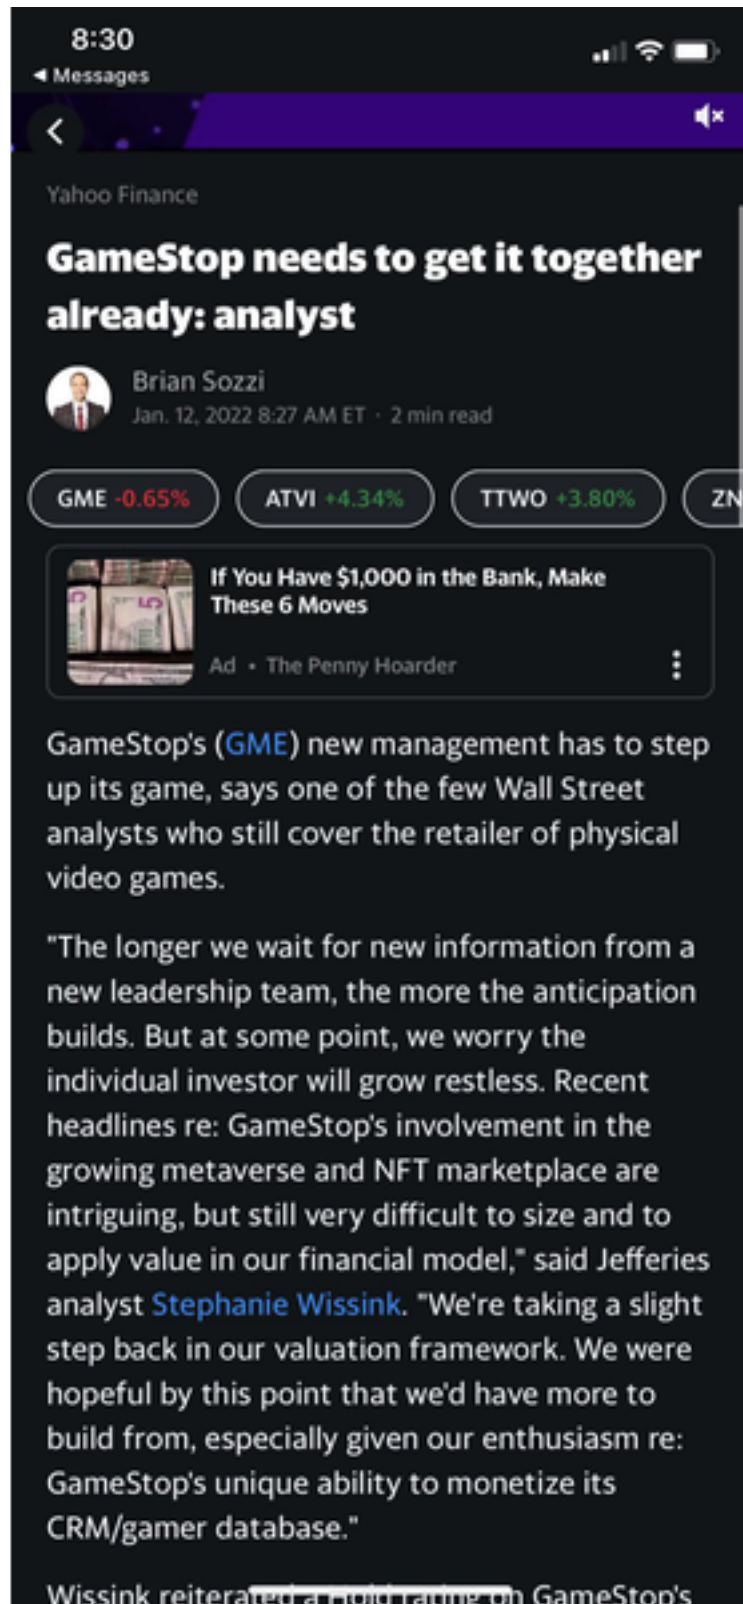 8:30
Messages
Yahoo Finance
GameStop needs to get it together
already: analyst
Brian Sozzi
Jan. 12, 2022 8:27 AM ET · 2 min read
GME -0.65%
ATVI +4.34%
TTWO +3.80%
ZN
5
5
If You Have $1,000 in the Bank, Make
These 6 Moves
Ad • The Penny Hoarder
GameStop's (GME) new management has to step
up its game, says one of the few Wall Street
analysts who still cover the retailer of physical
video games.
"The longer we wait for new information from a
new leadership team, the more the anticipation
builds. But at some point, we worry the
individual investor will grow restless. Recent
headlines re: GameStop's involvement in the
growing metaverse and NFT marketplace are
intriguing, but still very difficult to size and to
apply value in our financial model," said Jefferies
analyst Stephanie Wissink. "We're taking a slight
step back in our valuation framework. We were
hopeful by this point that we'd have more to
build from, especially given our enthusiasm re:
GameStop's unique ability to monetize its
CRM/gamer database."
Wissink reiterated a Hold rating on GameStop's